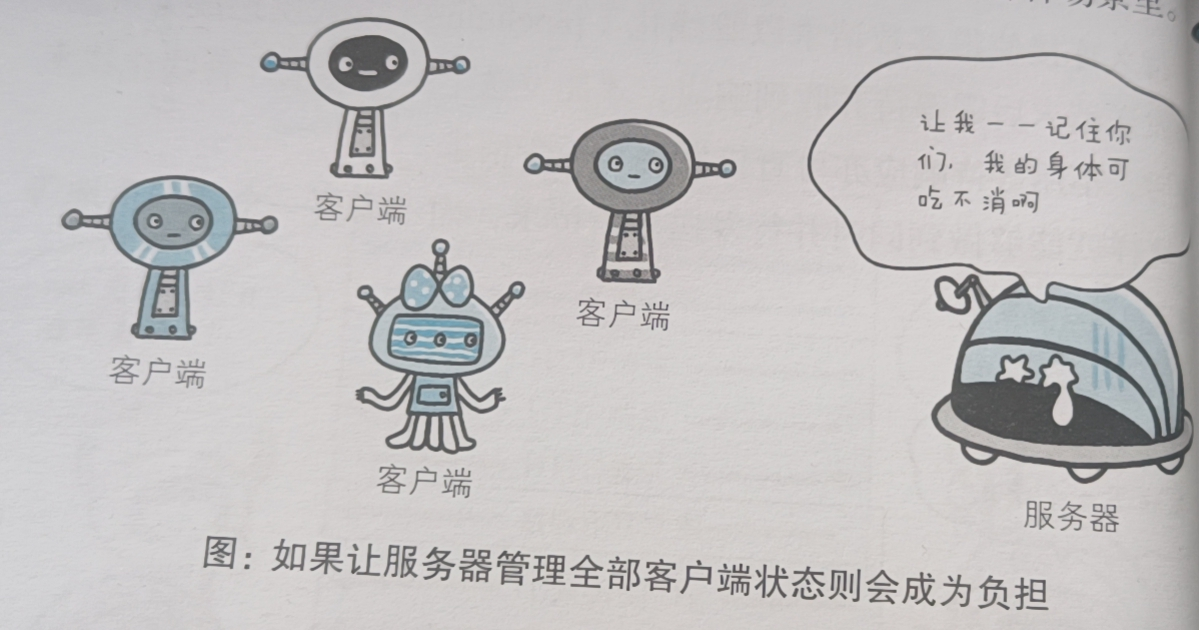 让我一一记住你
们，我的身体可
吃不消啊
客户端
客户端
客户端
客户端
服务器
图：如果让服务器管理全部客户端状态则会成为负担